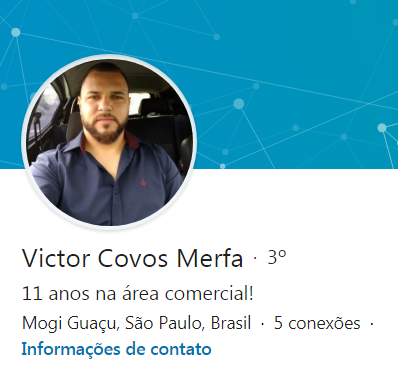 Victor Covos Merfa · 3º
11 anos na área comercial!
Mogi Guaçu, São Paulo, Brasil · 5 conexões ·
Informações de contato